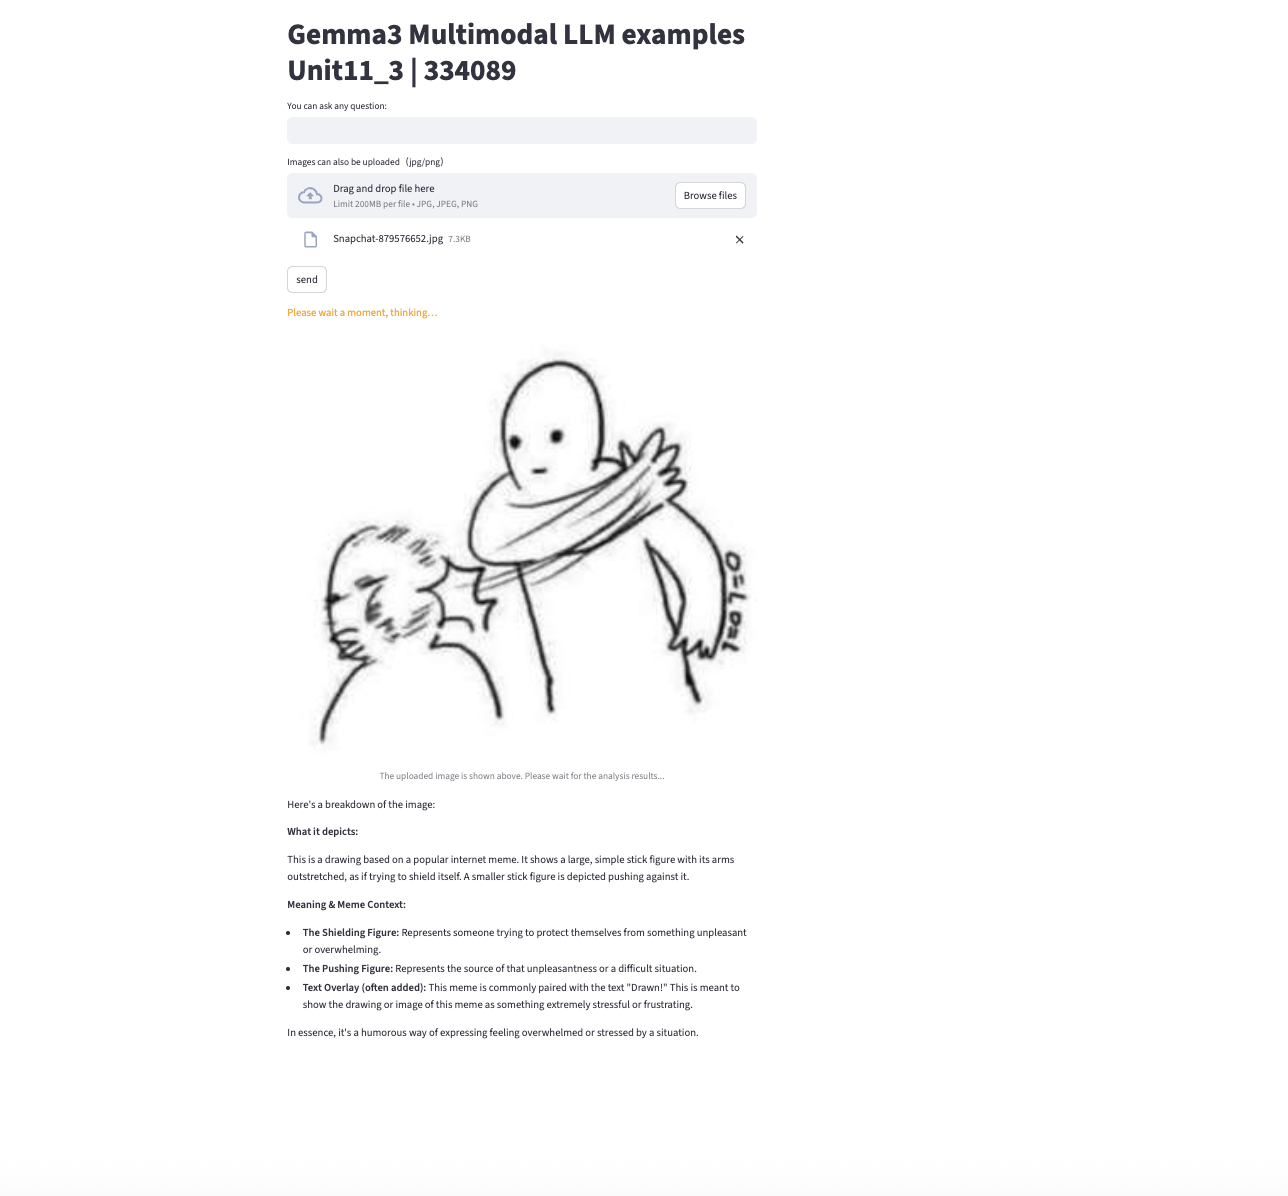 Gemma3 Multimodal LLM examples
Unit11_3 | 334089
You can ask any question:
Images can also be uploaded (jpg/png)
Drag and drop file here
Limit 200MB per file • JPG, JPEG, PNG
Browse files
Snapchat-879576652.jpg 7.3KB
send
Please wait a moment, thinking...
The uploaded image is shown above. Please wait for the analysis results...
Here's a breakdown of the image:
What it depicts:
This is a drawing based on a popular internet meme. It shows a large, simple stick figure with its arms
outstretched, as if trying to shield itself. A smaller stick figure is depicted pushing against it.
Meaning & Meme Context:
• The Shielding Figure: Represents someone trying to protect themselves from something unpleasant
or overwhelming.
• The Pushing Figure: Represents the source of that unpleasantness or a difficult situation.
• Text Overlay (often added): This meme is commonly paired with the text "Drawn!" This is meant to
show the drawing or image of this meme as something extremely stressful or frustrating.
In essence, it's a humorous way of expressing feeling overwhelmed or stressed by a situation.